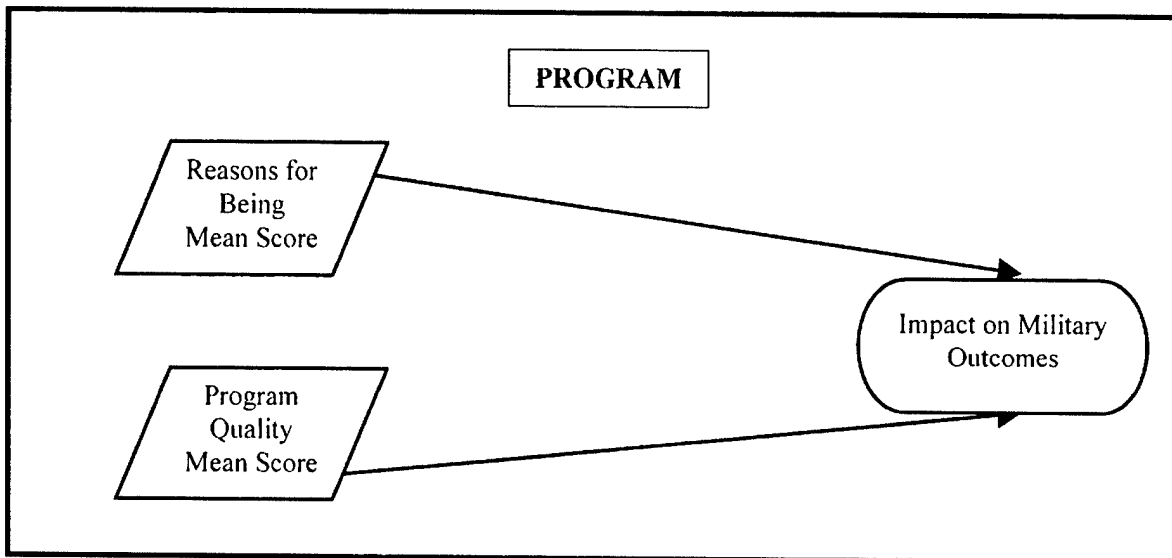 PROGRAM
Reasons for
Being
Mean Score
Impact on Military
Outcomes
Program
Quality
Mean Score